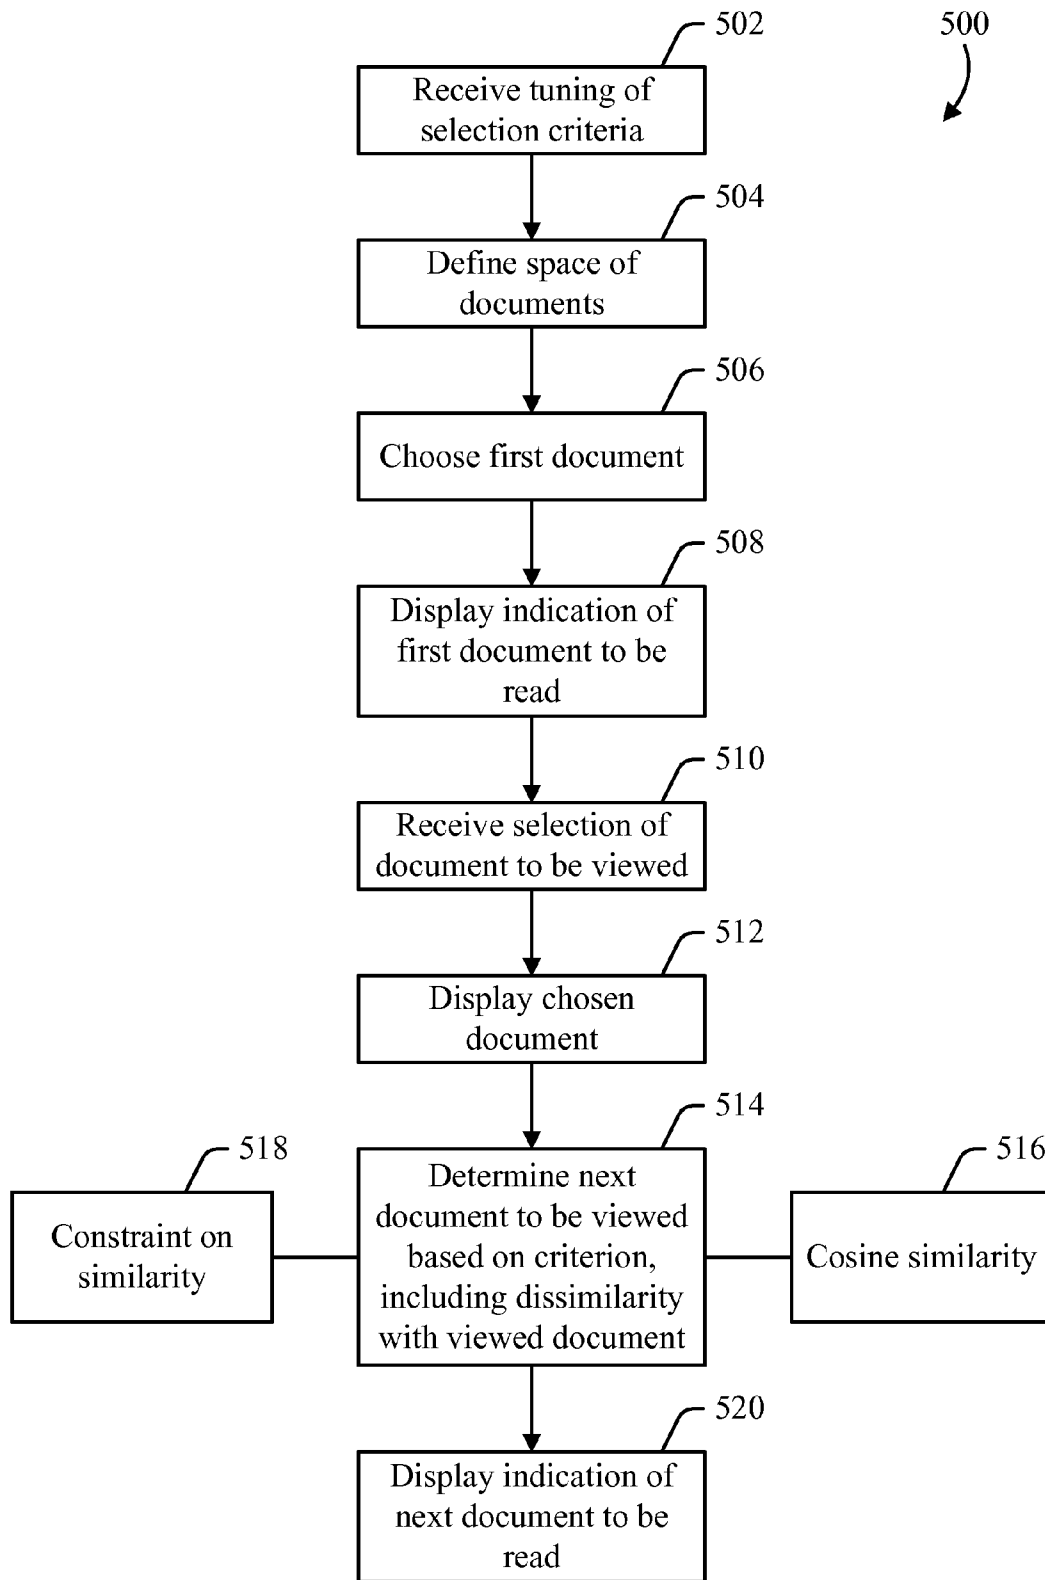 502
500
Receive tuning of
selection criteria
504
Define space of
documents
506
Choose first document
508
Display indication of
first document to be
read
510
Receive selection of
document to be viewed
512
Display chosen
document
514
518
516
Determine next
document to be viewed
based on criterion,
including dissimilarity
with viewed document
Constraint on
similarity
Cosine similarity
520
Display indication of
next document to be
read